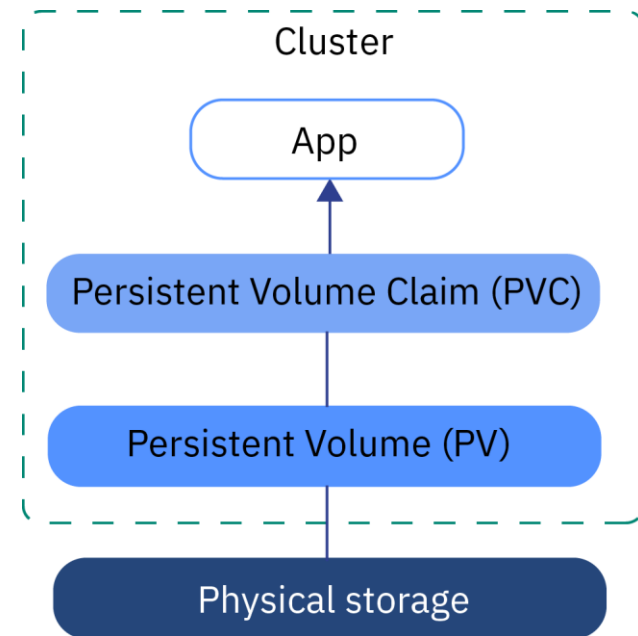 Cluster
App
Persistent Volume Claim (PVC)
Persistent Volume (PV)
Physical storage